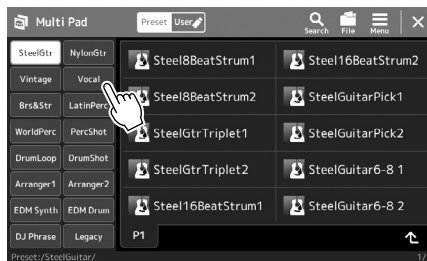 Multi Pad
Preset User
Search File Menu
SteelGtr NylonGtr
Vintage Vocal
Brs&Str LatinPerc
WorldPerc PercShot
DrumLoop DrumShot
Arranger1 Arranger2
EDM Synth EDM Drum
DJ Phrase Legacy
Steel8BeatStrum1 Steel16BeatStrum2
Steel8BeatStrum2 SteelGuitarPick1
SteelGtrTriplet1 SteelGuitarPick2
SteelGtrTriplet2 SteelGuitar6-8 1
Steel16BeatStrum1 SteelGuitar6-8 2
P1
Preset:/SteelGuitar/
1/